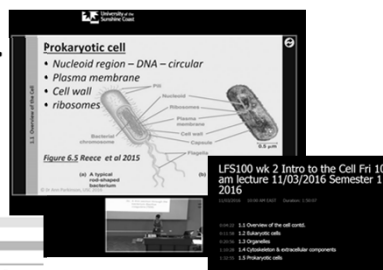 University of the
Sunshine Coast
1.1 Overview of the Cell
Prokaryotic cell
• Nucleoid region – DNA – circular
• Plasma membrane
• Cell wall
• ribosomes
Pili
Nucleoid
Ribosomes
Plasma
membrane
Cell wall
Capsule
Flagella
Bacterial
chromosome
0.5 µm
Figure 6.5 Reece et al 2015
(a) A typical
rod-shaped
bacterium
(b)
LFS100 wk 2 Intro to the Cell Fri 10
am lecture 11/03/2016 Semester 1
2016
1.1 Overview of the cell contd.
1.2 Eukaryotic cells
1.3 Organelles
1.4 Cytoskeleton & extracellular components
1.5 Prokaryotic cells